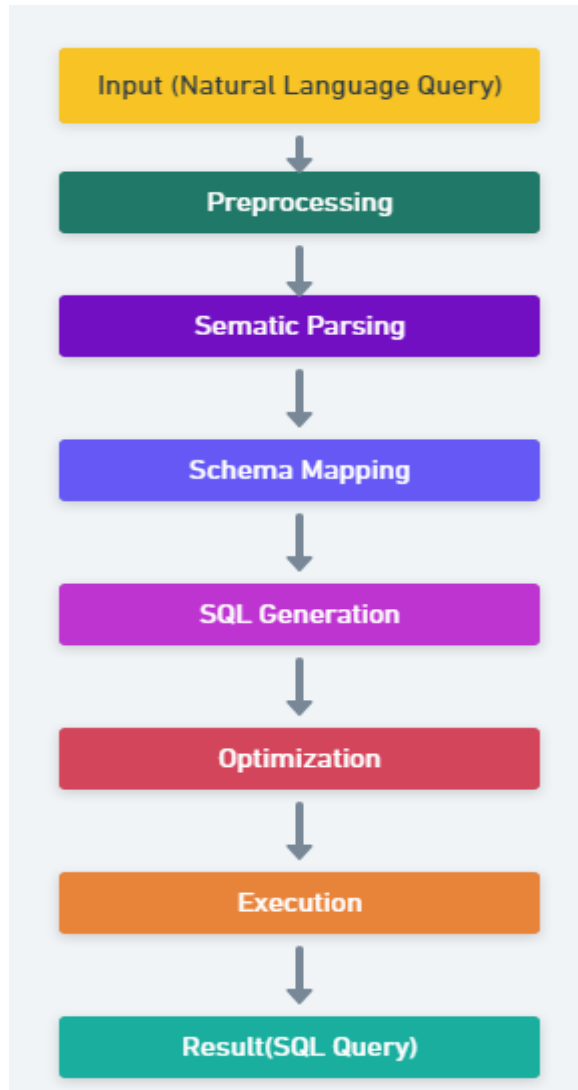 Input (Natural Language Query)
Preprocessing
Sematic Parsing
Schema Mapping
SQL Generation
Optimization
Execution
Result(SQL Query)